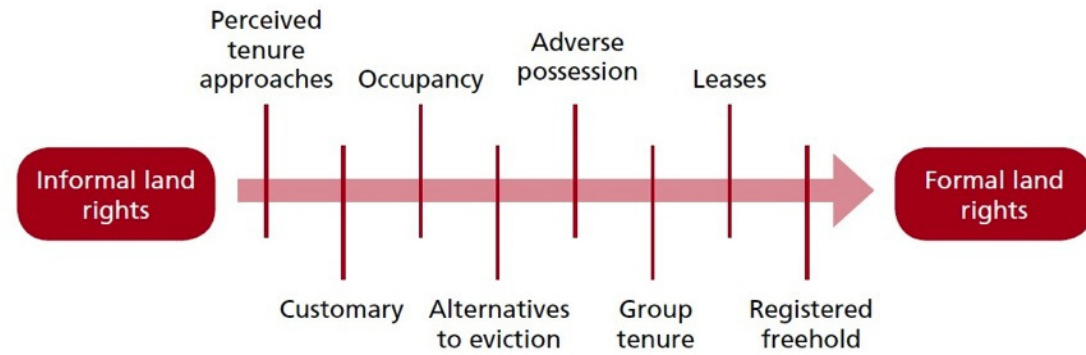 Perceived
tenure
approaches
Occupancy
Adverse
possession
Leases
Informal land
rights
Formal land
rights
Customary
Alternatives
to eviction
Group
tenure
Registered
freehold